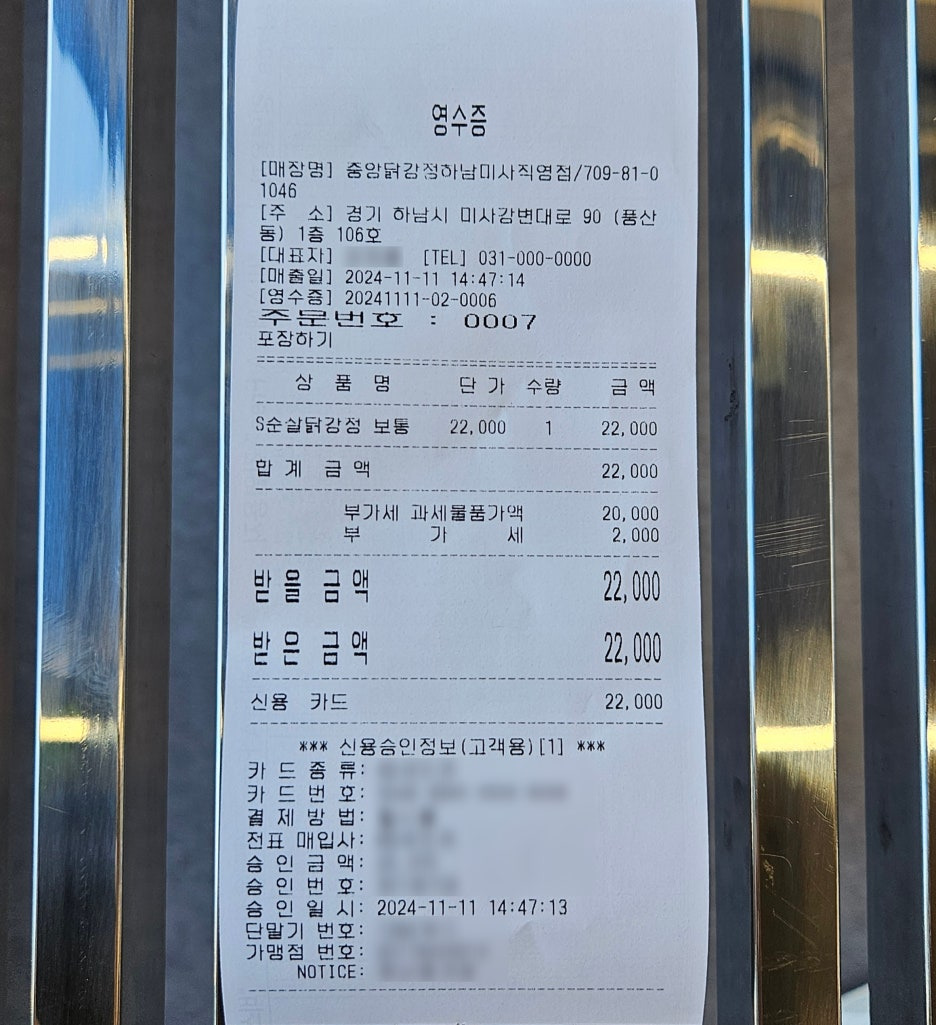 영수증
[매장명] 중앙닭강정하남미사직영점/709-81-0
1046
[주 소] 경기 하남시 미사강변대로 90 (풍산
동) 1층 106호
[대표자] [TEL] 031-000-0000
[매출일] 2024-11-11 14:47:14
[영수증] 20241111-02-0006
주문번호 : 0007
포장하기
상 품 명 단 가 수량 금 액
S순살닭강정 보통 22,000 1 22,000
합 계 금 액 22,000
부가세 과세물품가액 20,000
부 가 세 2,000
받 을 금 액 22,000
받 은 금 액 22,000
신용 카드 22,000
*** 신용승인정보(고객용)[1] ***
카 드 종 류:
카 드 번 호:
결 제 방 법:
전표 매입사:
승 인 금 액:
승 인 번 호:
승 인 일 시: 2024-11-11 14:47:13
단말기 번호:
가맹점 번호:
NOTICE: